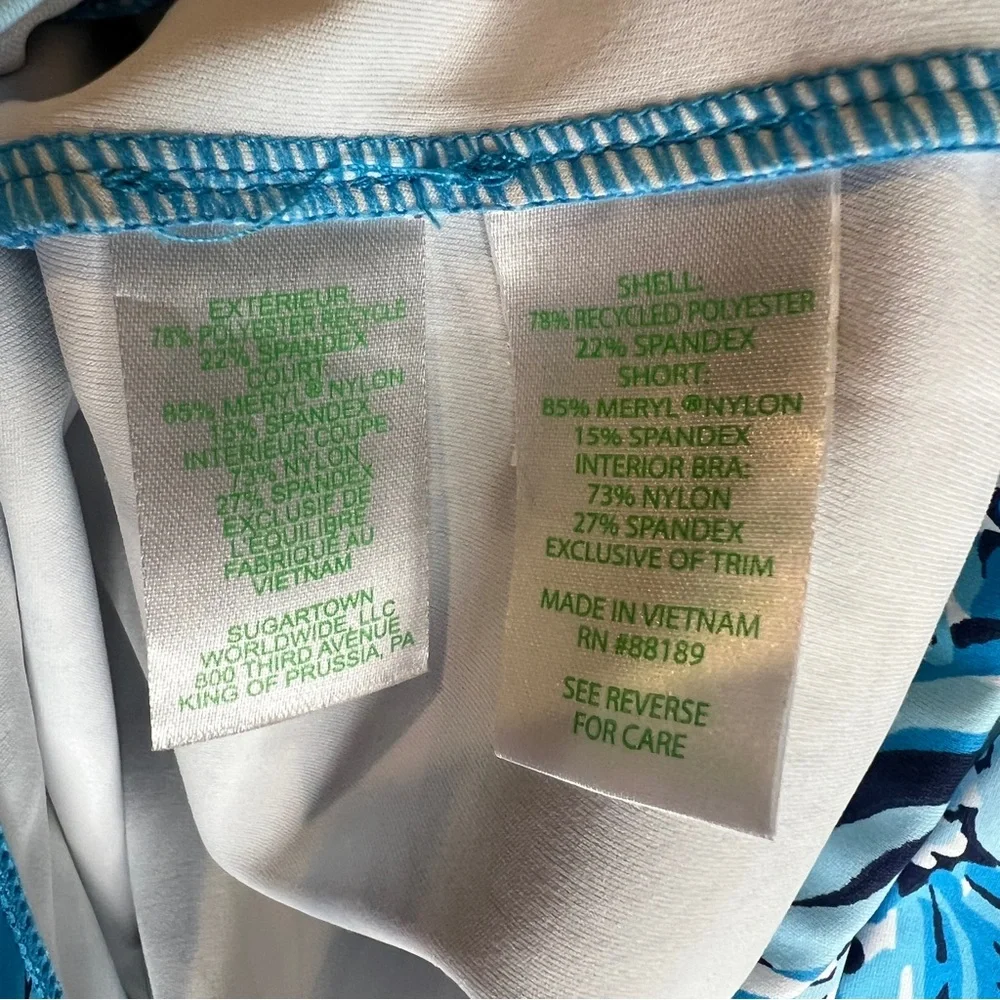 EXTÉRIEUR
78% POLYESTER RECYCLÉ
22% SPANDEX
COURT
85% MERYL® NYLON
15% SPANDEX
INTERIEUR COUPE
73% NYLON
27% SPANDEX
EXCLUSIF DE
L'EQUILIBRE
FABRIQUE AU
VIETNAM
SUGARTOWN
WORLDWIDE, LLC
800 THIRD AVENUE
KING OF PRUSSIA, PA
SHELL:
78% RECYCLED POLYESTER
22% SPANDEX
SHORT:
85% MERYL®NYLON
15% SPANDEX
INTERIOR BRA:
73% NYLON
27% SPANDEX
EXCLUSIVE OF TRIM
MADE IN VIETNAM
RN #88189
SEE REVERSE
FOR CARE